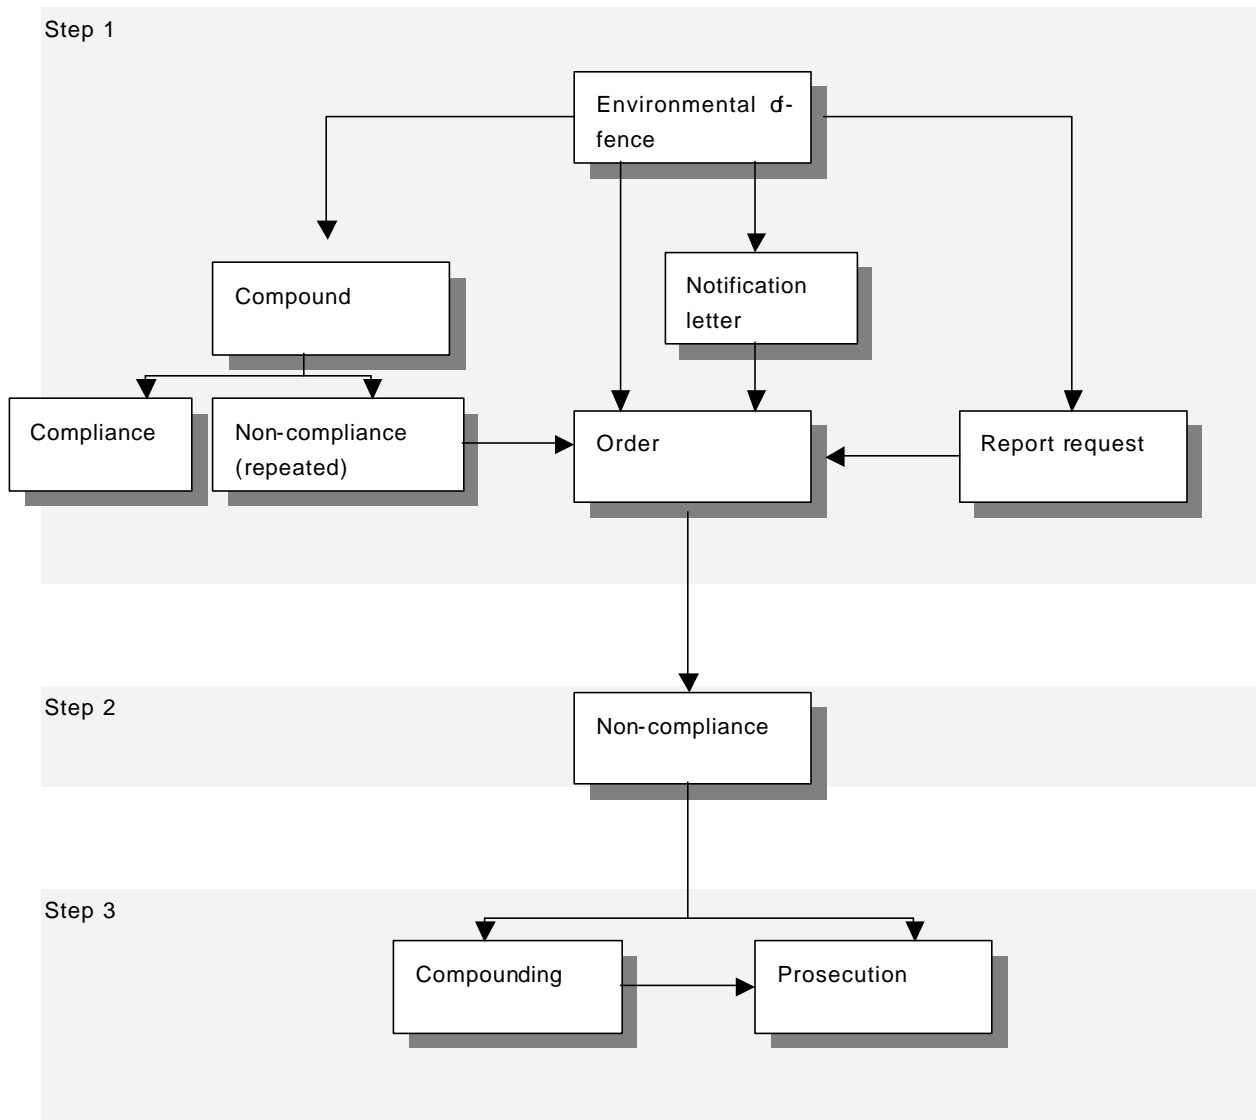 Step 1
Environmental of-
fence
Compound
Notification
letter
Compliance
Non-compliance
(repeated)
Order
Report request
Step 2
Non-compliance
Step 3
Compounding
Prosecution